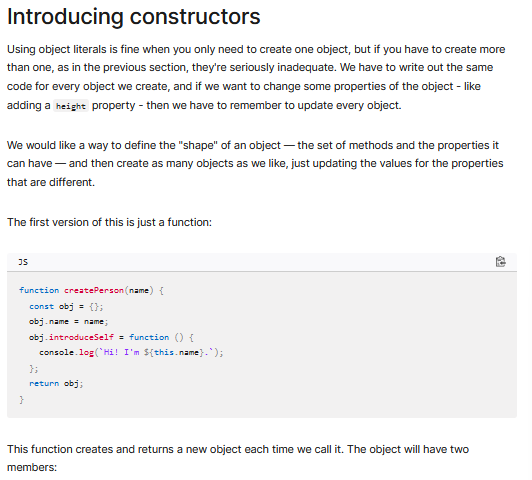 Introducing constructors
Using object literals is fine when you only need to create one object, but if you have to create more
than one, as in the previous section, they're seriously inadequate. We have to write out the same
code for every object we create, and if we want to change some properties of the object - like
adding a height property - then we have to remember to update every object.
We would like a way to define the "shape" of an object — the set of methods and the properties it
can have — and then create as many objects as we like, just updating the values for the properties
that are different.
The first version of this is just a function:
JS
function createPerson(name) {
  const obj = {};
  obj.name = name;
  obj.introduceSelf = function () {
    console.log(`Hi! I'm ${this.name}.`);
  };
  return obj;
}
This function creates and returns a new object each time we call it. The object will have two
members: